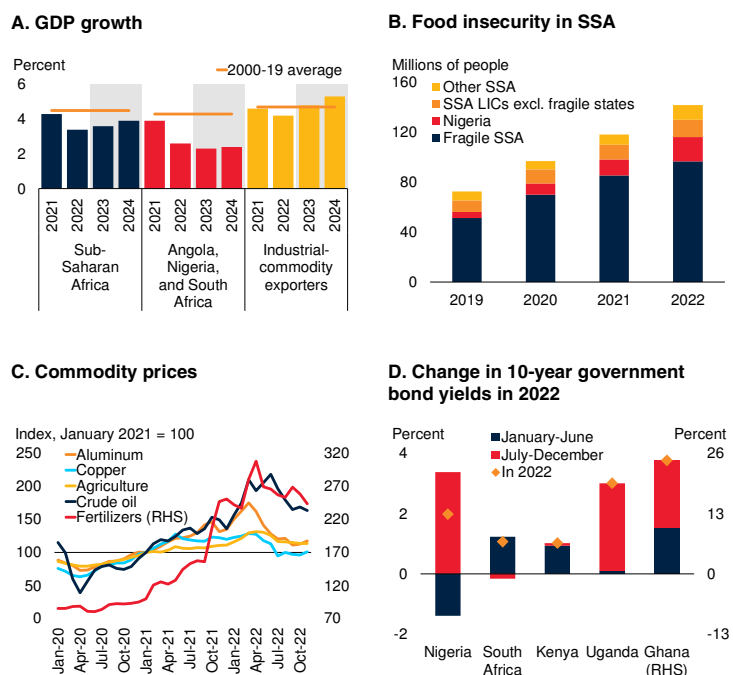 A. GDP growth
Percent
2000-19 average
6
4
2
0
2021
2022
2023
2024
2021
2022
2023
2024
2021
2022
2023
2024
Sub-
Saharan
Africa
Angola,
Nigeria,
and South
Africa
Industrial-
commodity
exporters
B. Food insecurity in SSA
Millions of people
160
120
80
40
0
Other SSA
SSA LICs excl. fragile states
Nigeria
Fragile SSA
2019
2020
2021
2022
C. Commodity prices
Index, January 2021 = 100
250
200
150
100
50
0
Aluminum
Copper
Agriculture
Crude oil
Fertilizers (RHS)
320
270
220
170
120
70
Jan-20
Apr-20
Jul-20
Oct-20
Jan-21
Apr-21
Jul-21
Oct-21
Jan-22
Apr-22
Jul-22
Oct-22
D. Change in 10-year government
bond yields in 2022
Percent
Percent
4
2
0
-2
January-June
July-December
In 2022
26
13
0
-13
Nigeria
South
Africa
Kenya
Uganda
Ghana
(RHS)